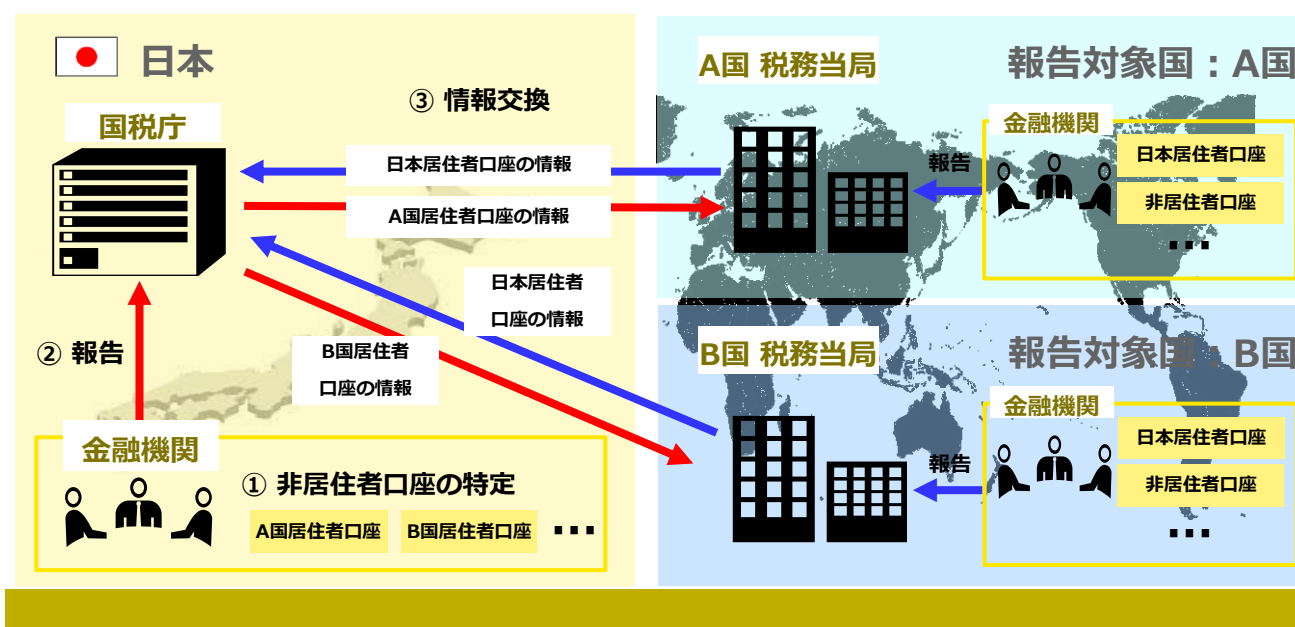 日本
国税庁
③ 情報交換
日本居住者口座の情報
A国居住者口座の情報
日本居住者
口座の情報
B国居住者
口座の情報
② 報告
金融機関
① 非居住者口座の特定
A国居住者口座
B国居住者口座
・・・
A国 税務当局
報告対象国：A国
金融機関
報告
日本居住者口座
非居住者口座
・・・
B国 税務当局
報告対象国：B国
金融機関
報告
日本居住者口座
非居住者口座
・・・